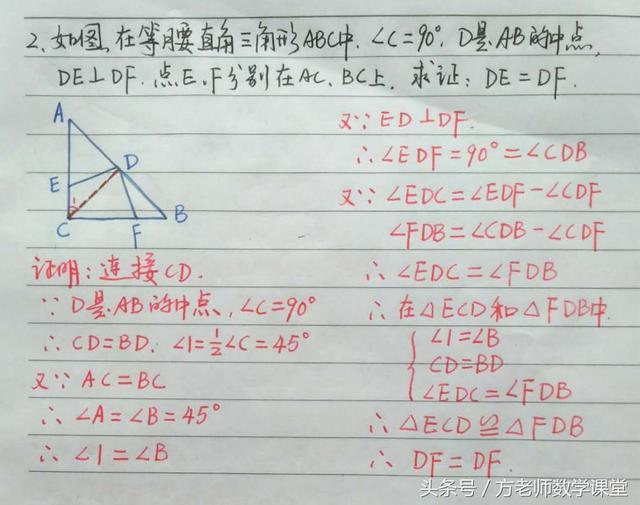 2、如图,在等腰直角三角形ABC中,∠C=90°,D是AB的中点,
DE⊥DF,点E、F分别在AC、BC上,求证:DE=DF.
A
D
E
1
C
F
B
证明:连接CD.
∵D是AB的中点,∠C=90°
∴CD=BD,∠1=½∠C=45°
又∵AC=BC
∴∠A=∠B=45°
∴∠1=∠B
又∵ED⊥DF.
∴∠EDF=90°=∠CDB
又∵∠EDC=∠EDF-∠CDF
∠FDB=∠CDB-∠CDF
∴∠EDC=∠FDB
∴在△ECD和△FDB中.
∠1=∠B
CD=BD
∠EDC=∠FDB
∴△ECD≌△FDB
∴DF=DF.
头条号/方老师数学课堂